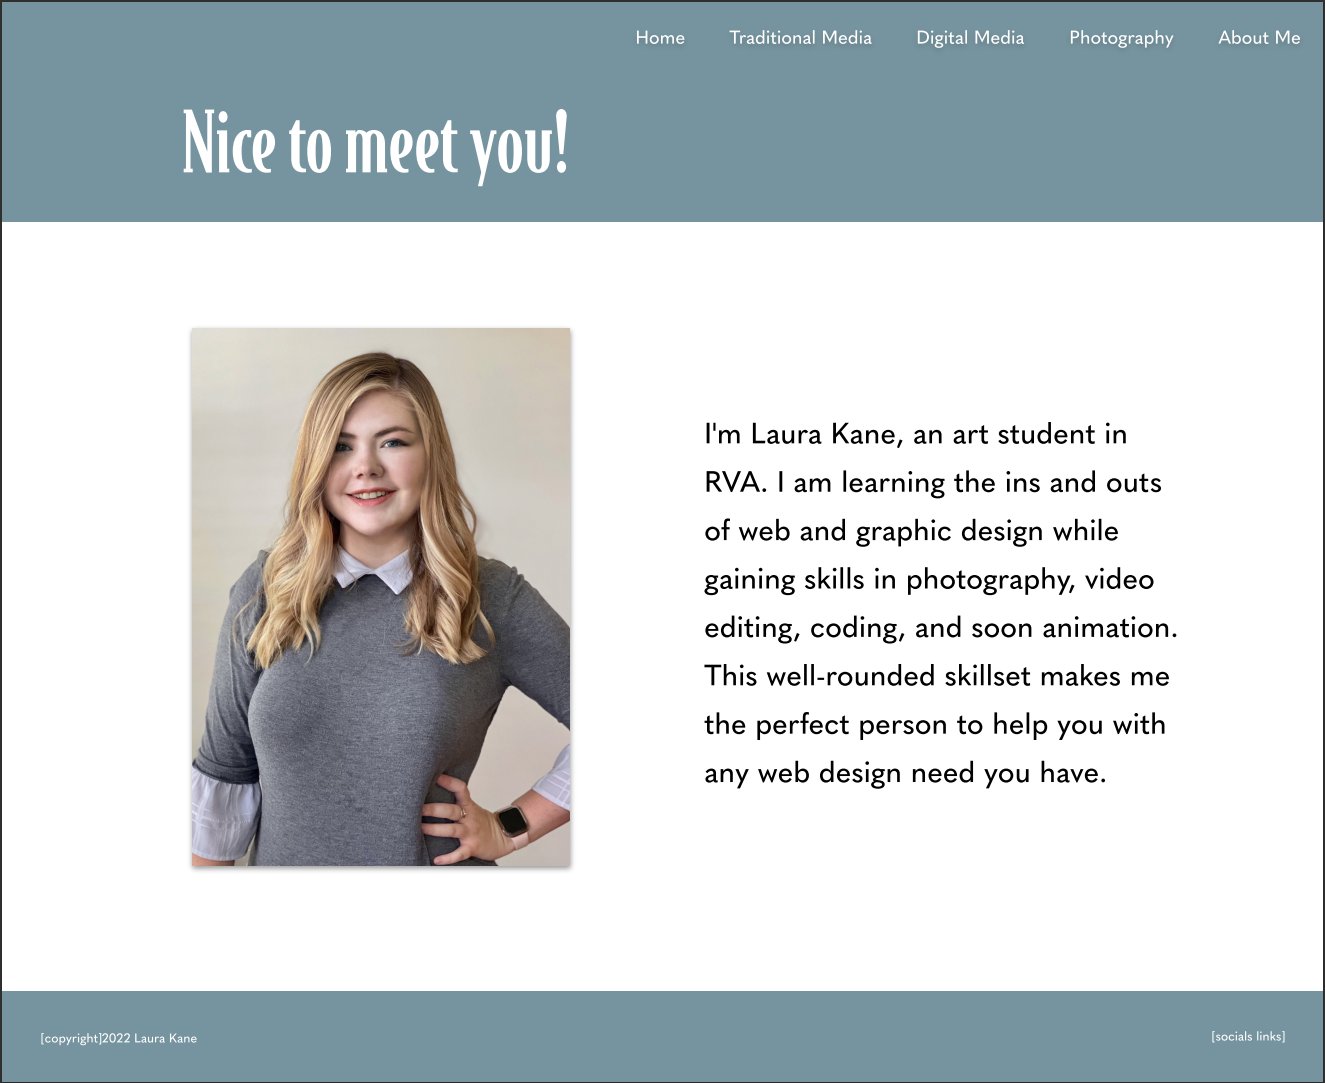 Home Traditional Media Digital Media Photography About Me
Nice to meet you!
I'm Laura Kane, an art student in
RVA. I am learning the ins and outs
of web and graphic design while
gaining skills in photography, video
editing, coding, and soon animation.
This well-rounded skillset makes me
the perfect person to help you with
any web design need you have.
[copyright]2022 Laura Kane
[socials links]